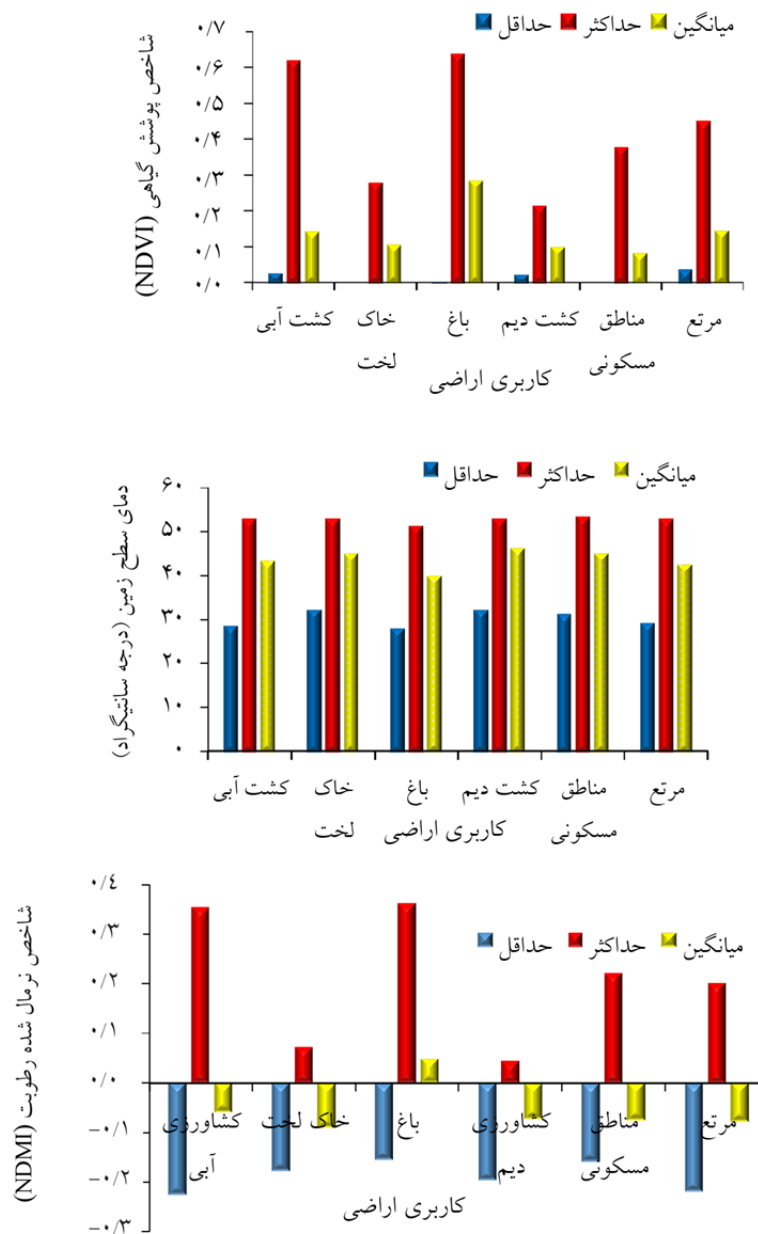 حداقل حداکثر میانگین
شاخص پوشش گیاهی (NDVI)
۰/۷
۰/۶
۰/۵
۰/۴
۰/۳
۰/۲
۰/۱
۰/۰
کشت آبی خاک لخت باغ کشت دیم مناطق مسکونی مرتع
کاربری اراضی
حداقل حداکثر میانگین
دمای سطح زمین (درجه سانتیگراد)
۶۰
۵۰
۴۰
۳۰
۲۰
۱۰
۰
کشت آبی خاک لخت باغ کشت دیم مناطق مسکونی مرتع
کاربری اراضی
حداقل حداکثر میانگین
شاخص نرمال شده رطوبت (NDMI)
۰/٤
۰/۳
۰/۲
۰/۱
۰/۰
-۰/۱
-۰/۲
-۰/۳
کشاورزی آبی خاک لخت باغ کشاورزی دیم مناطق مسکونی مرتع
کاربری اراضی